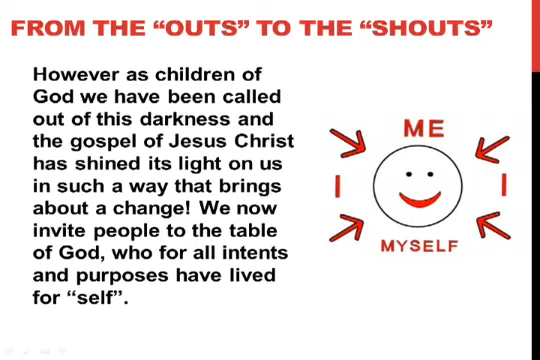 FROM THE “OUTS” TO THE “SHOUTS”
However as children of
God we have been called
out of this darkness and
the gospel of Jesus Christ
has shined its light on us
in such a way that brings
about a change! We now
invite people to the table
of God, who for all intents
and purposes have lived
for “self”.
ME
I I
MYSELF